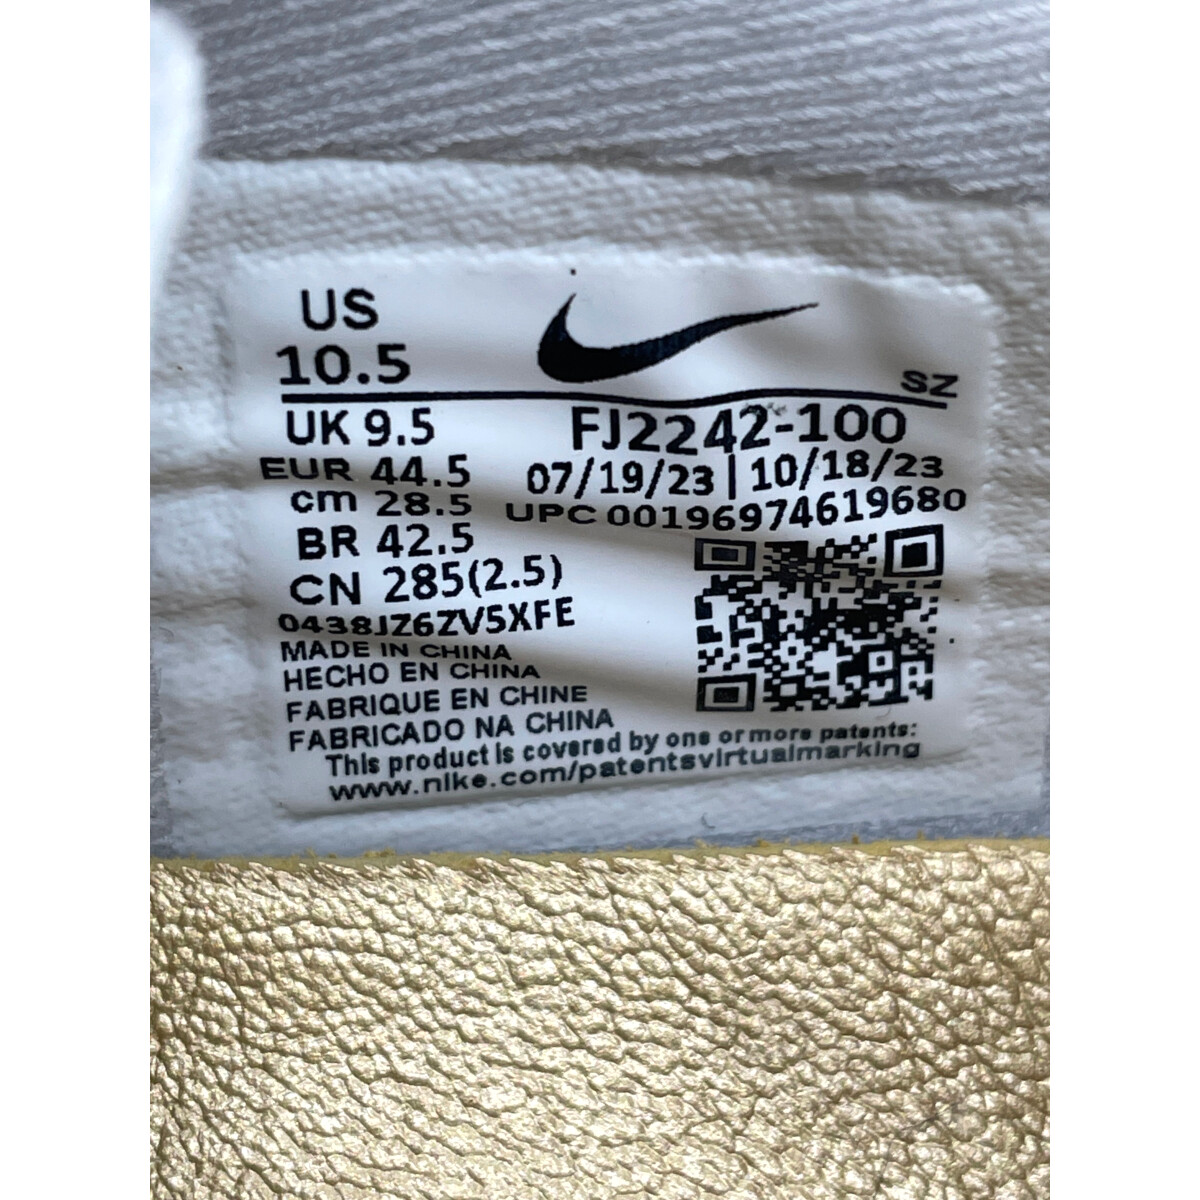 US
10.5
SZ
UK 9.5
FJ2242-100
EUR 44.5
07/19/23 | 10/18/23
cm 28.5
UPC 00196974619680
BR 42.5
CN 285(2.5)
0438JZ6ZV5XFE
MADE IN CHINA
HECHO EN CHINA
FABRIQUE EN CHINE
FABRICADO NA CHINA
This product is covered by one or more patents:
www.nike.com/patentsvirtualmarking